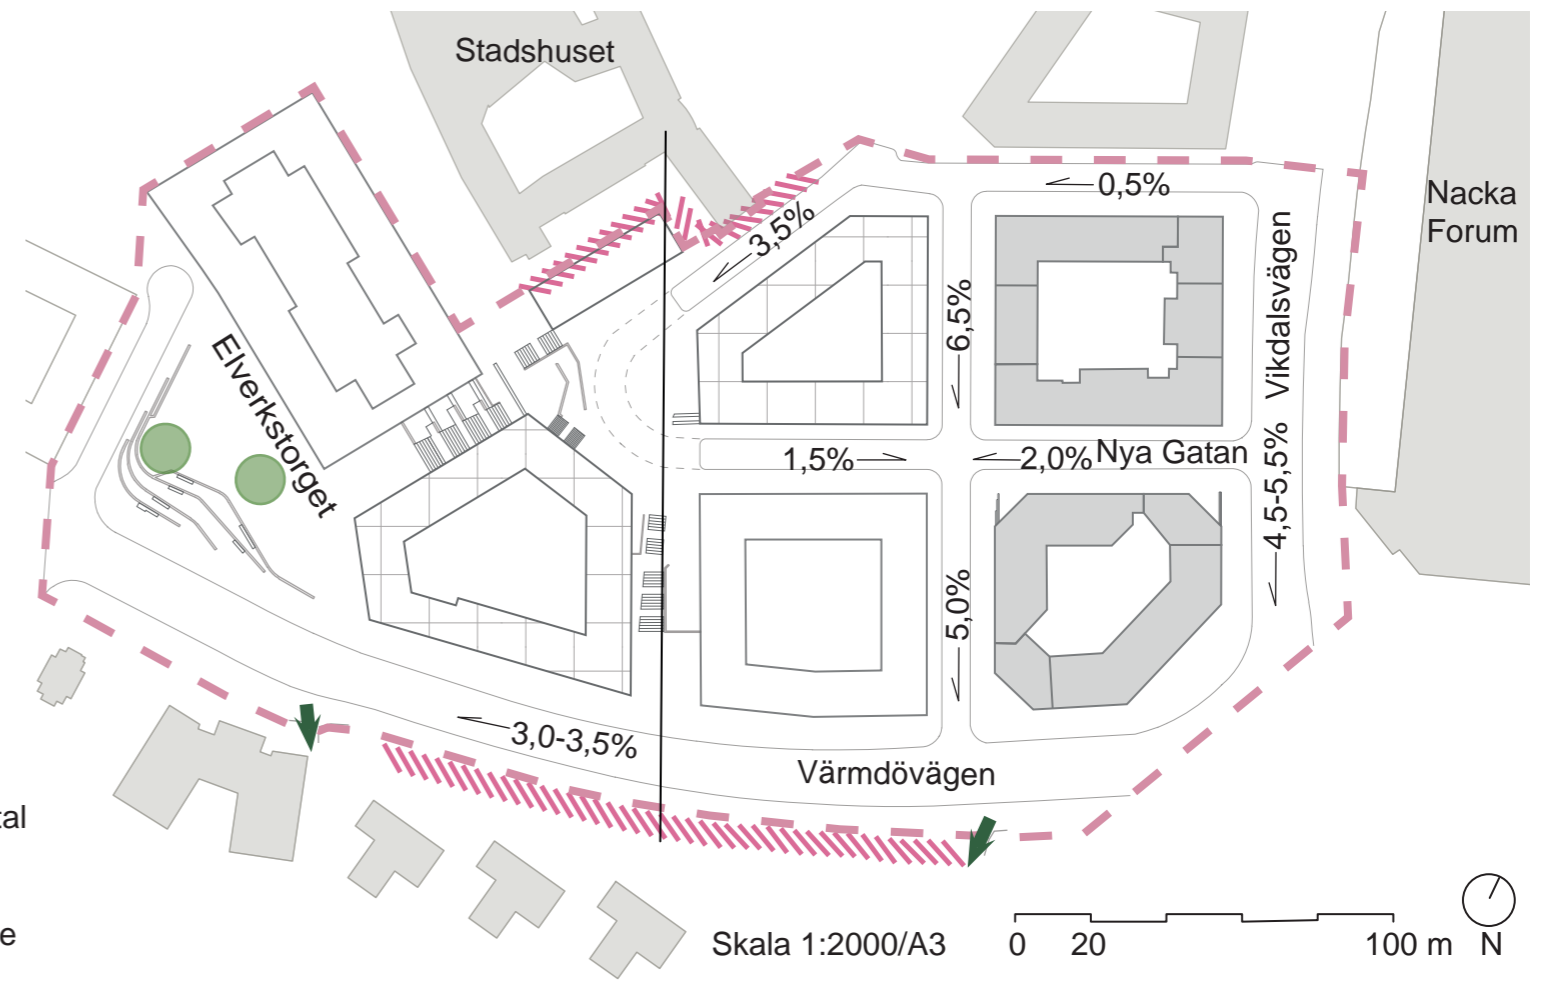 Stadshuset
0,5%
Nacka
Forum
3,5%
6,5%
Vikdalsvägen
Elverkstorget
1,5%
2,0%
Nya Gatan
4,5-5,5%
5,0%
3,0-3,5%
Värmdövägen
tal
e
Skala 1:2000/A3
0 20 100 m N